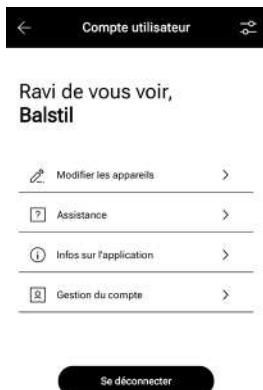 Compte utilisateur
Ravi de vous voir,
Balstil
Modifier les appareils
Assistance
Infos sur l'application
Gestion du compte
Se déconnecter